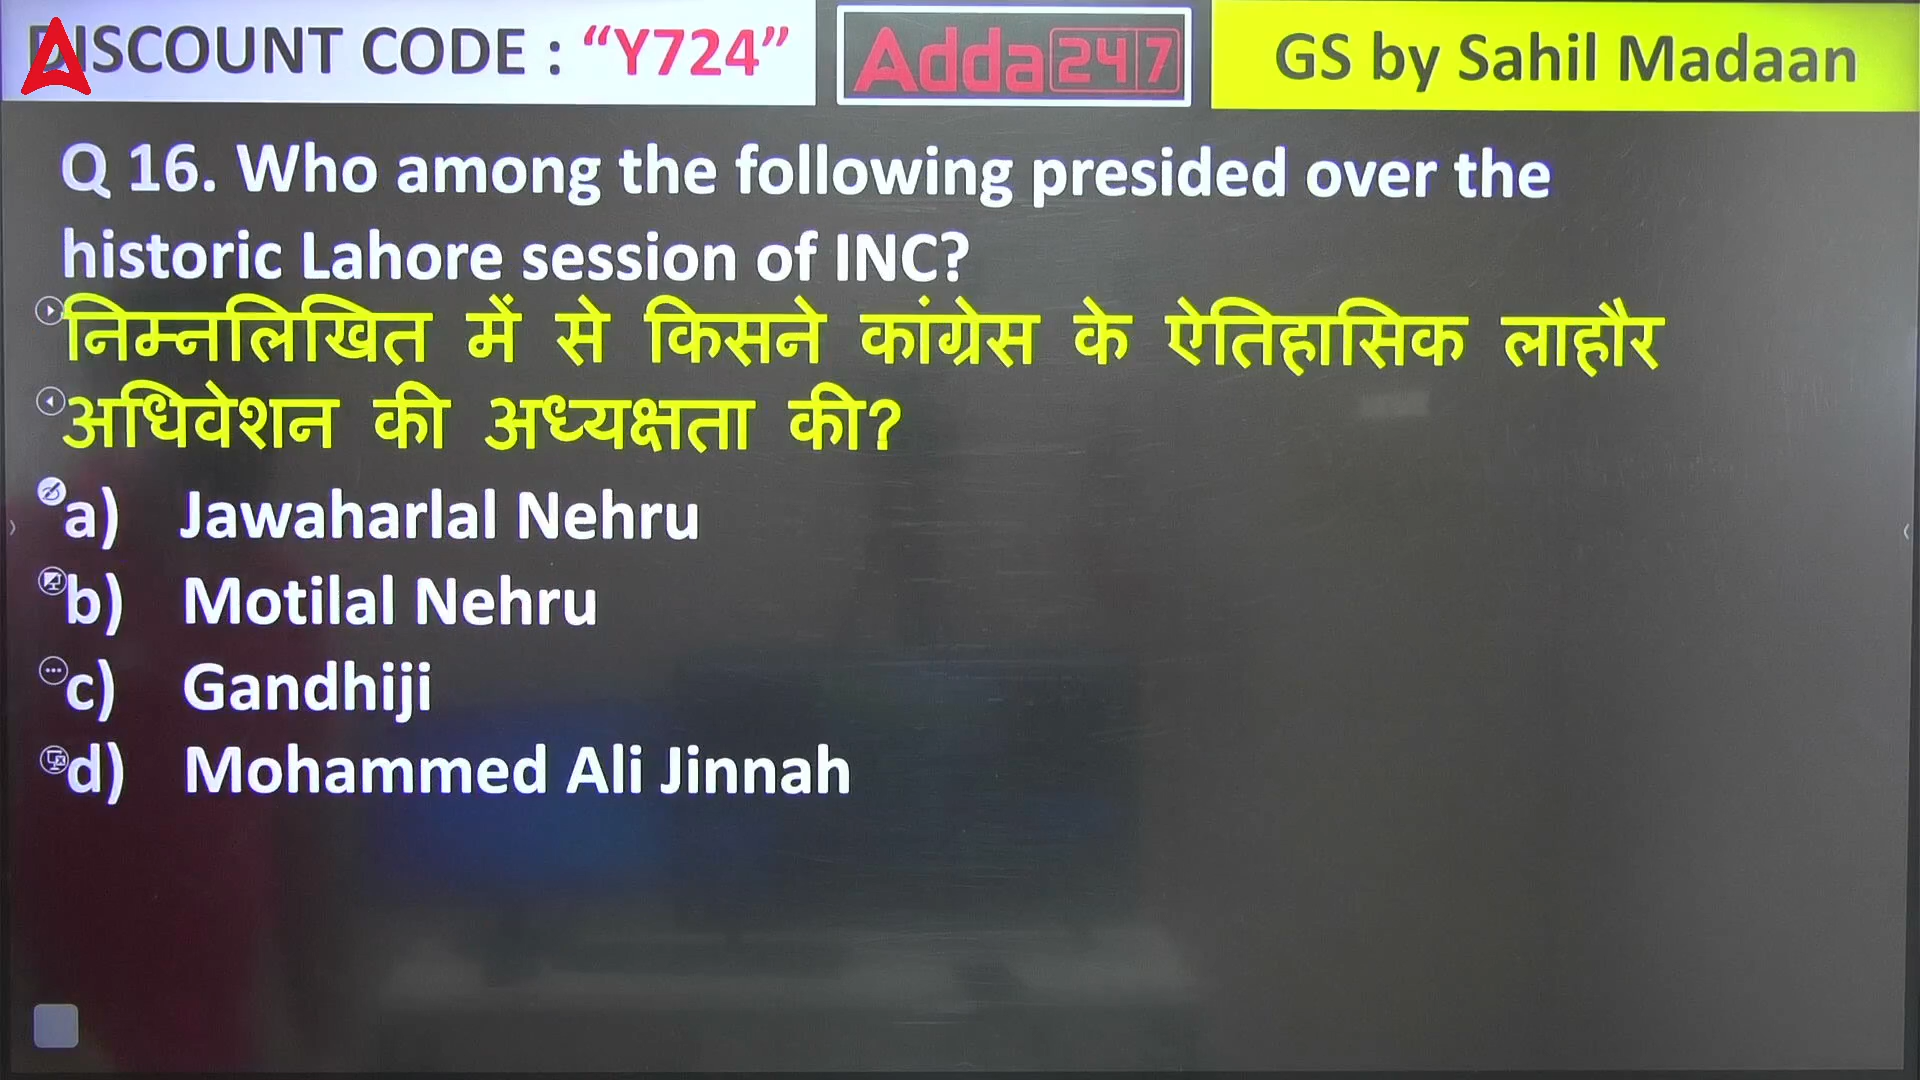 DISCOUNT CODE : “Y724”
Adda247
GS by Sahil Madaan
Q 16. Who among the following presided over the
historic Lahore session of INC?
निम्नलिखित में से किसने कांग्रेस के ऐतिहासिक लाहौर
अधिवेशन की अध्यक्षता की?
a) Jawaharlal Nehru
b) Motilal Nehru
c) Gandhiji
d) Mohammed Ali Jinnah